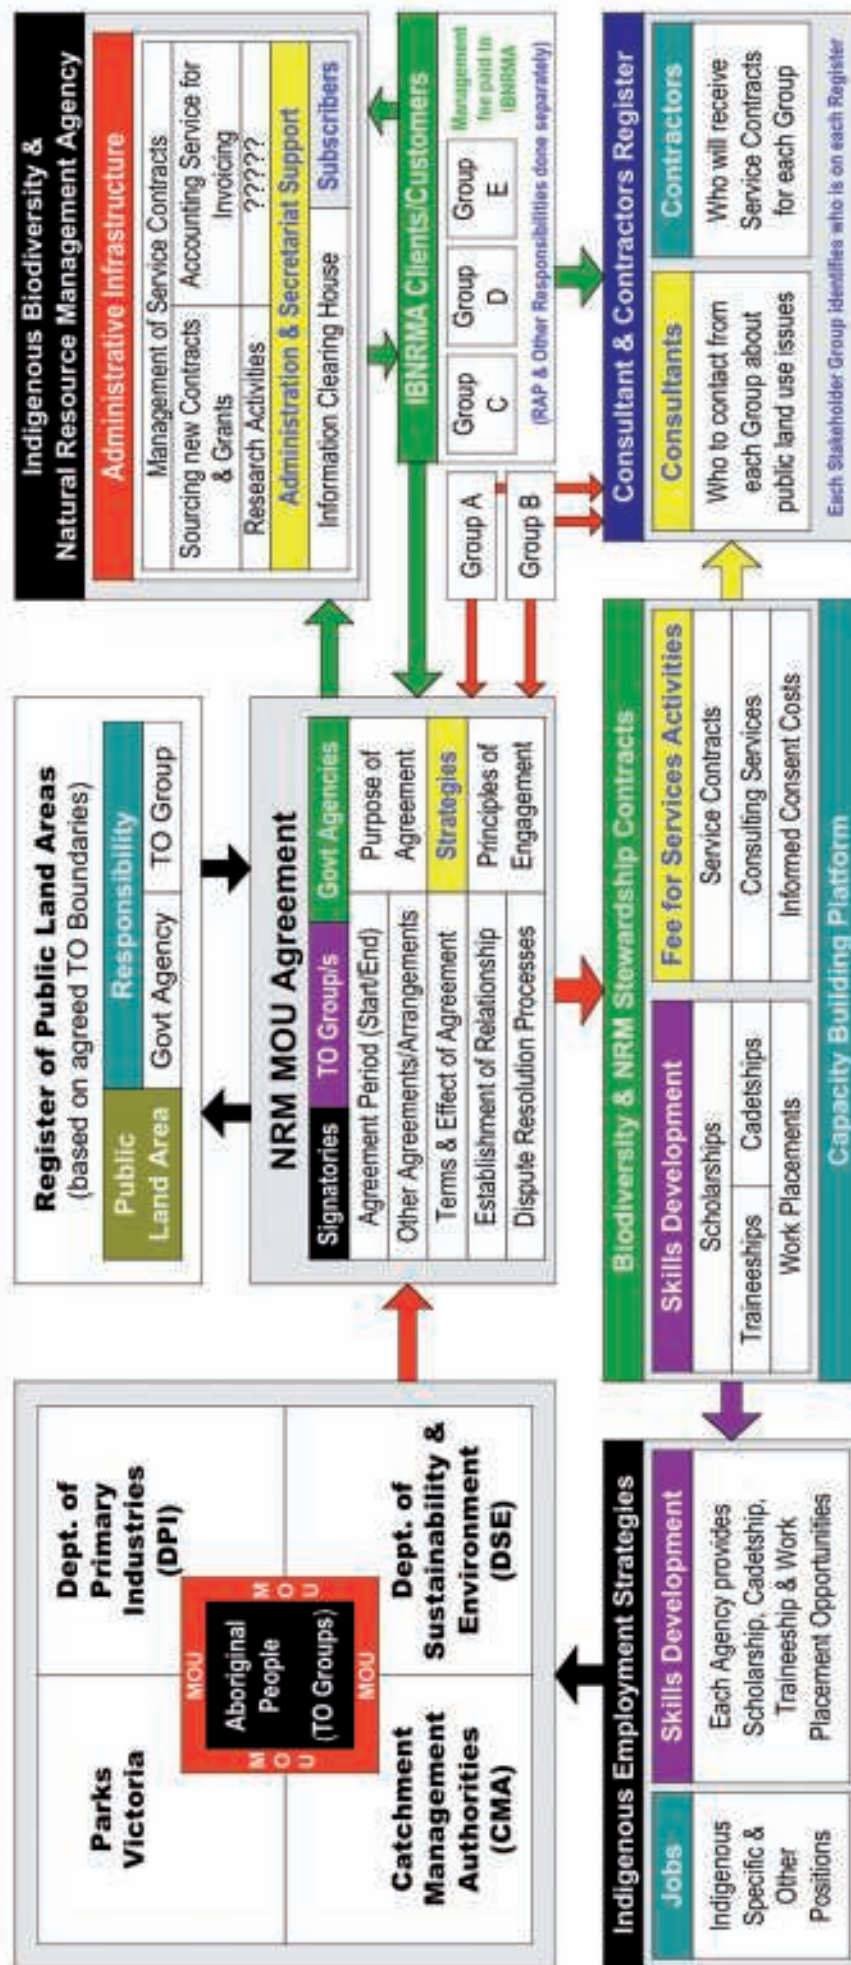 Parks
Victoria
Dept. of
Primary
Industries
(DPI)
MOU
MOU
Aboriginal
People
(TO Groups)
MOU
MOU
Catchment
Management
Authorities
(CMA)
Dept. of
Sustainability &
Environment
(DSE)
Register of Public Land Areas
(based on agreed TO Boundaries)
Public
Land Area
Responsibility
Govt Agency
TO Group
NRM MOU Agreement
Signatories
TO Group/s
Govt Agencies
Agreement Period (Start/End)
Other Agreements/Arrangements
Purpose of
Agreement
Terms & Effect of Agreement
Strategies
Establishment of Relationship
Dispute Resolution Processes
Principles of
Engagement
Indigenous Biodiversity &
Natural Resource Management Agency
Administrative Infrastructure
Management of Service Contracts
Sourcing new Contracts
& Grants
Accounting Service for
Invoicing
Research Activities
?????
Administration & Secretariat Support
Information Clearing House
Subscribers
IBNRMA Clients/Customers
Group A
Group B
Group
C
Group
D
Group
E
Management
fee paid to
IBNRMA
(RAP & Other Responsibilities done separately)
Indigenous Employment Strategies
Jobs
Indigenous
Specific &
Other
Positions
Skills Development
Each Agency provides
Scholarship, Cadetship,
Traineeship & Work
Placement Opportunities
Biodiversity & NRM Stewardship Contracts
Skills Development
Scholarships
Traineeships
Cadetships
Work Placements
Fee for Services Activities
Service Contracts
Consulting Services
Informed Consent Costs
Capacity Building Platform
Consultant & Contractors Register
Consultants
Who to contact from
each Group about
public land use issues
Contractors
Who will receive
Service Contracts
for each Group
Each Stakeholder Group identifies who is on each Register